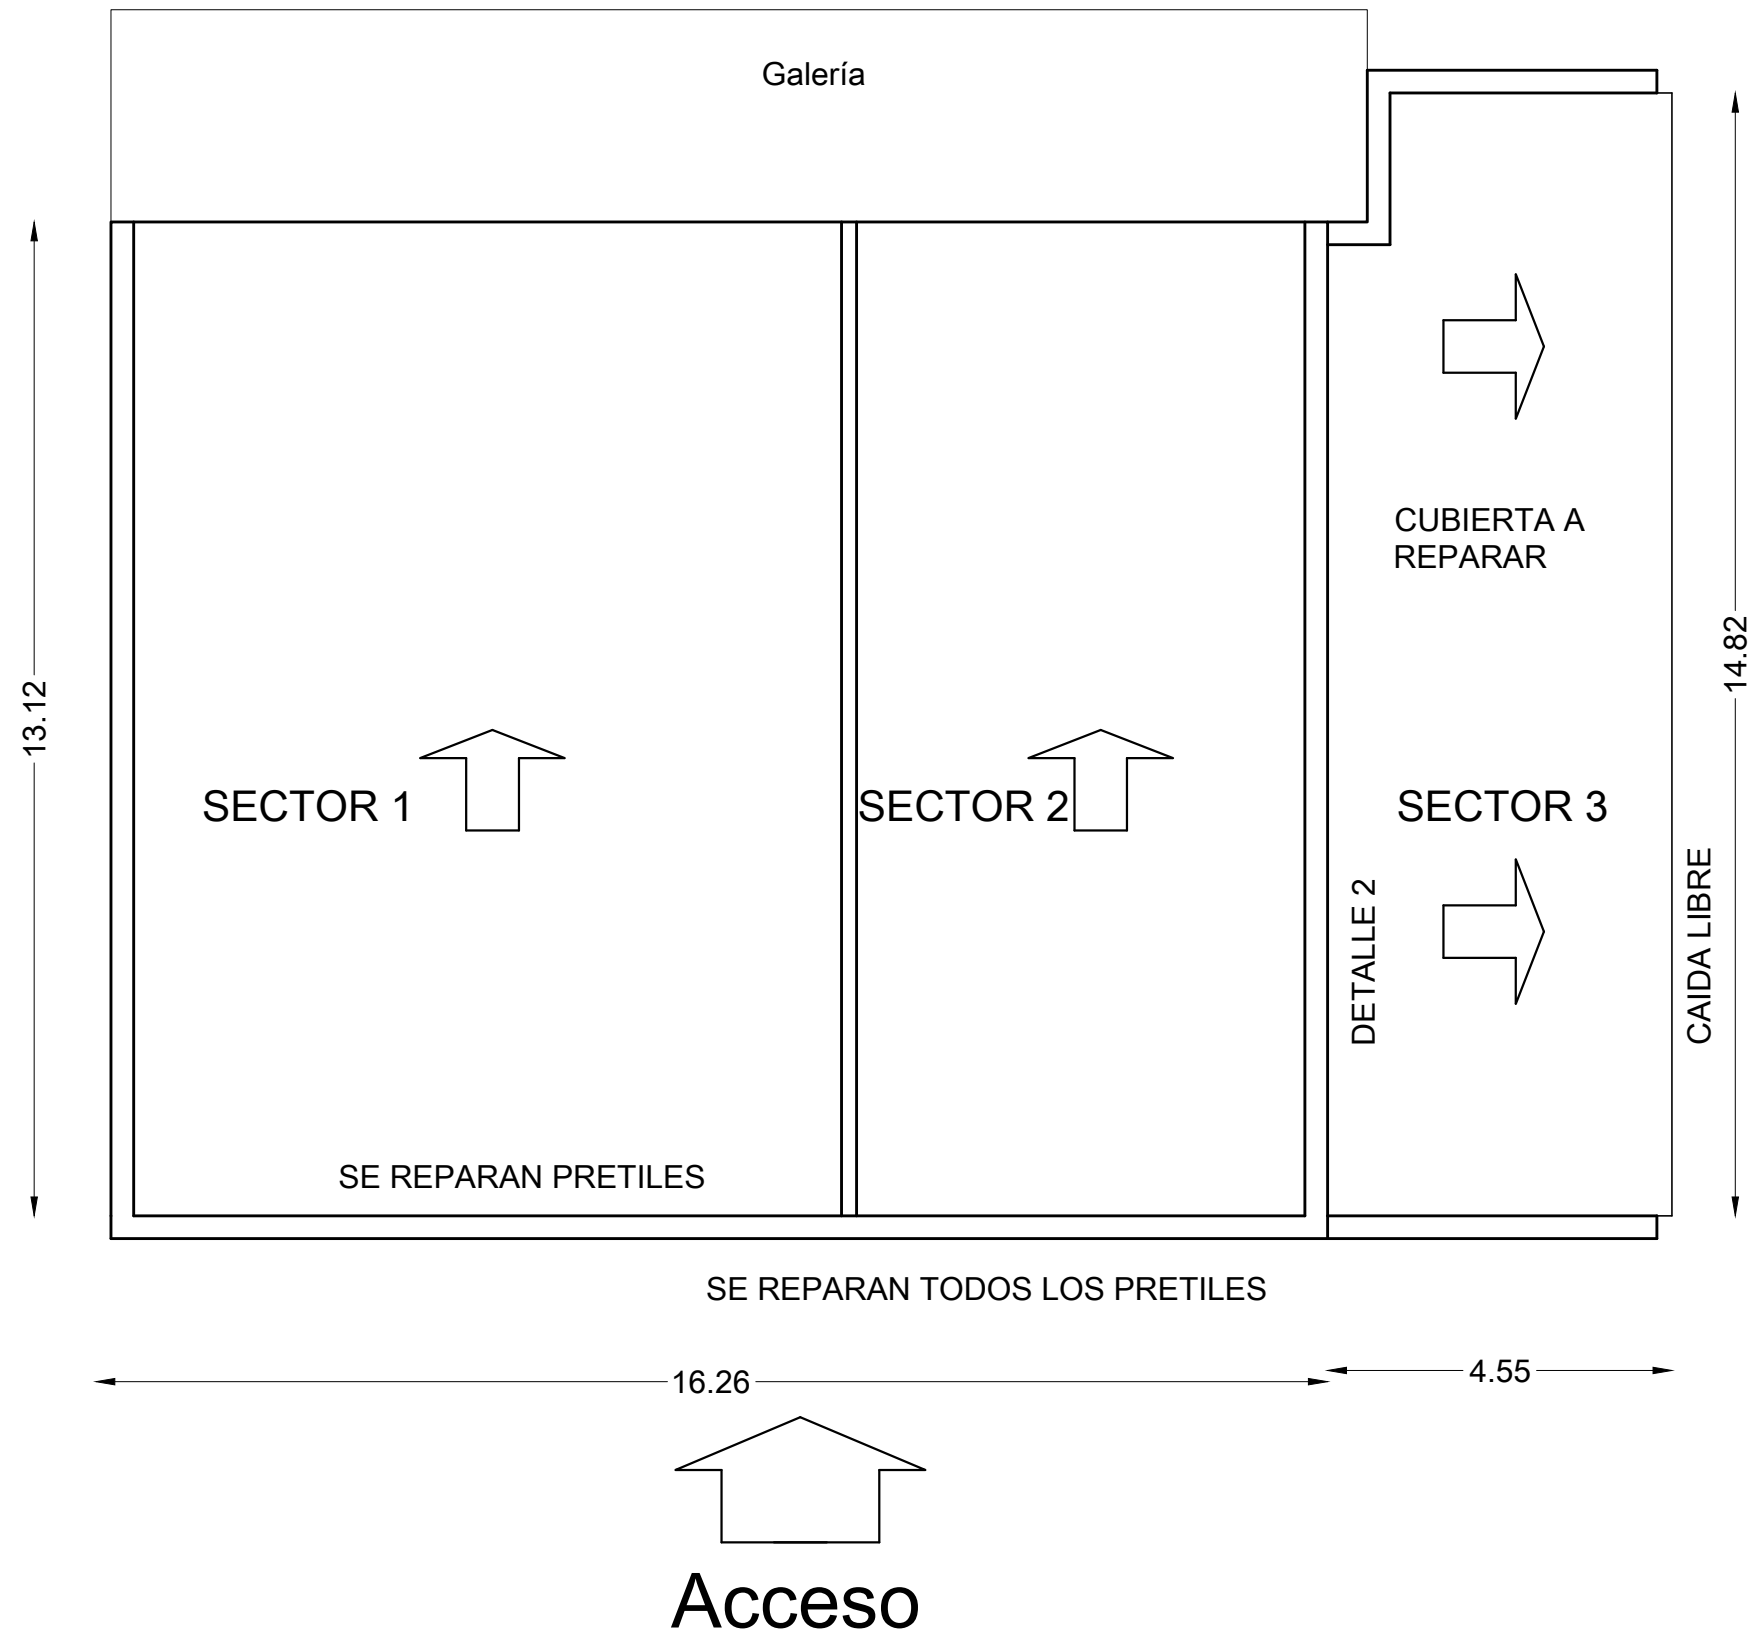 Galería
CUBIERTA A
REPARAR
14.82
13.12
SECTOR 1
SECTOR 2
SECTOR 3
DETALLE 2
CAIDA LIBRE
SE REPARAN PRETILES
SE REPARAN TODOS LOS PRETILES
16.26
4.55
Acceso